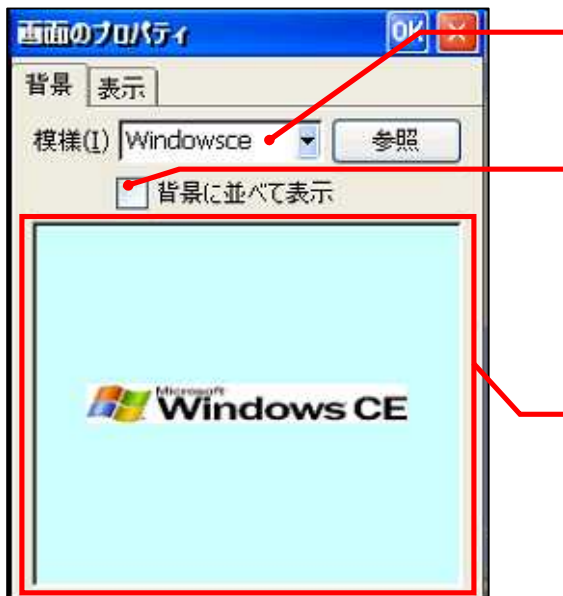 画面のプロパティ OK
背景 表示
模様(I) Windowsce 参照
背景に並べて表示
Microsoft
Windows CE